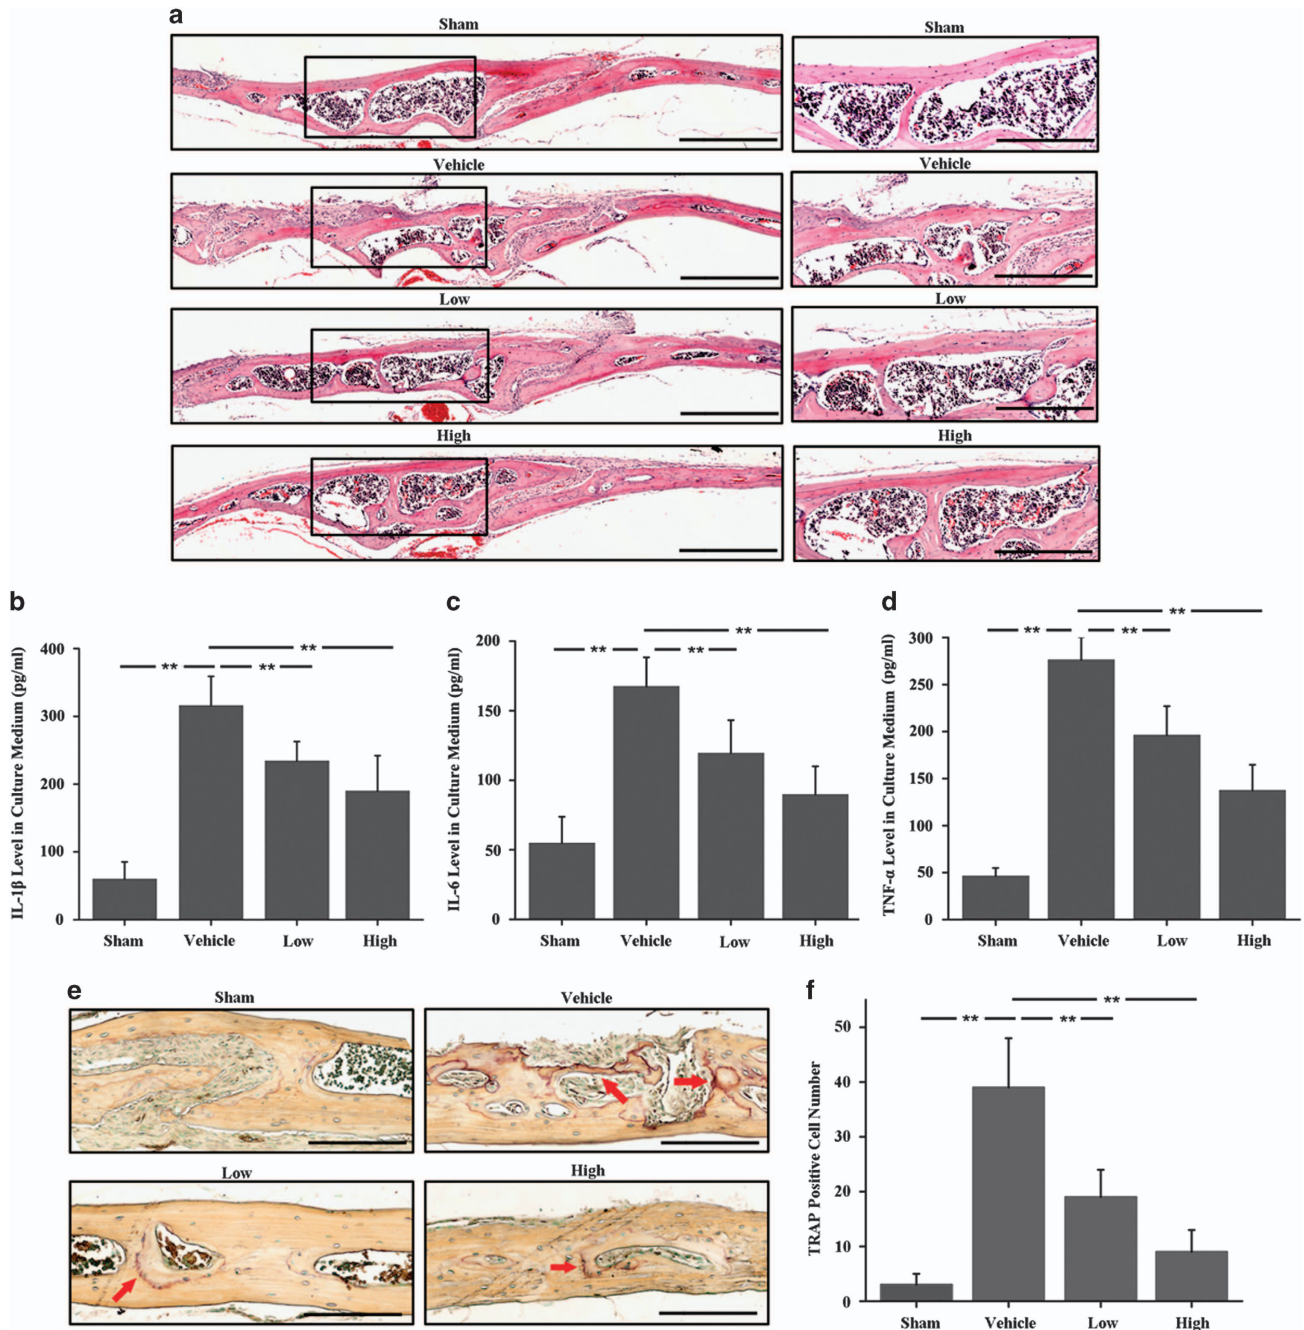 a
Sham
Sham
Vehicle
Vehicle
Low
Low
High
High
b
IL-1β Level in Culture Medium (pg/ml)
400
300
200
100
0
**
**
**
Sham Vehicle Low High
c
IL-6 Level in Culture Medium (pg/ml)
200
150
100
50
0
**
**
**
Sham Vehicle Low High
d
TNF-α Level in Culture Medium (pg/ml)
300
250
200
150
100
50
0
**
**
**
Sham Vehicle Low High
e
Sham
Vehicle
Low
High
f
TRAP Positive Cell Number
50
40
30
20
10
0
**
**
**
Sham Vehicle Low High